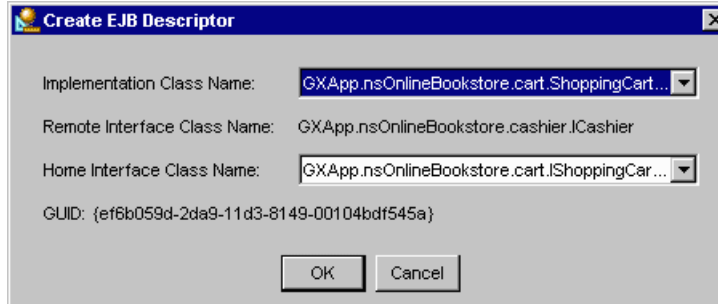 Create EJB Descriptor
Implementation Class Name: GXApp.nsOnlineBookstore.cart.ShoppingCart...
Remote Interface Class Name: GXApp.nsOnlineBookstore.cashier.ICashier
Home Interface Class Name: GXApp.nsOnlineBookstore.cart.IShoppingCar...
GUID: {ef6b059d-2da9-11d3-8149-00104bdf545a}
OK Cancel